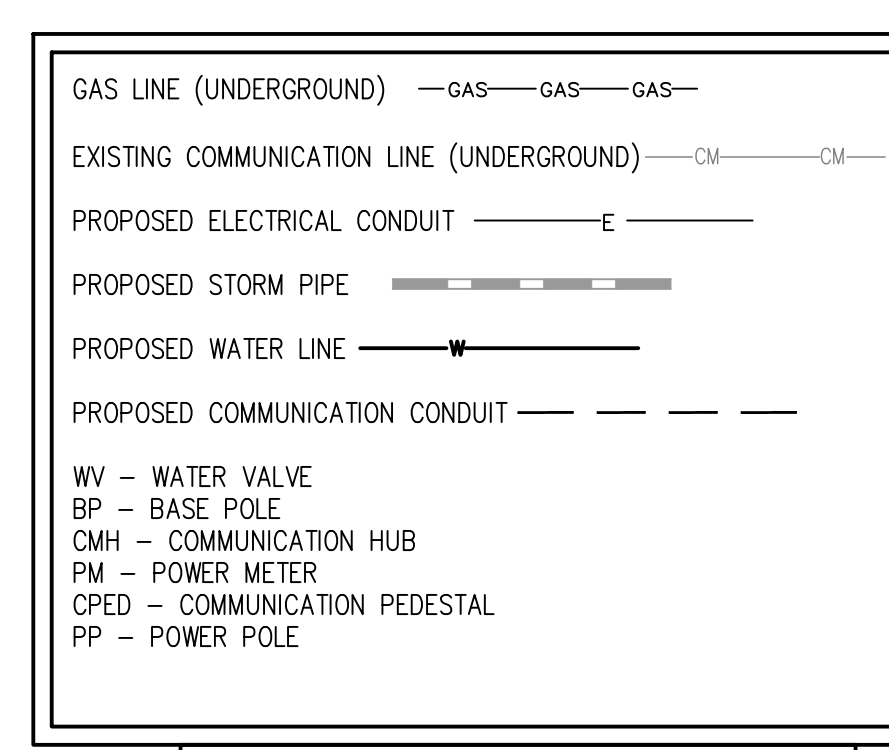 GAS LINE (UNDERGROUND) GAS GAS GAS
EXISTING COMMUNICATION LINE (UNDERGROUND) CM CM
PROPOSED ELECTRICAL CONDUIT E
PROPOSED STORM PIPE
PROPOSED WATER LINE W
PROPOSED COMMUNICATION CONDUIT
WV – WATER VALVE
BP – BASE POLE
CMH – COMMUNICATION HUB
PM – POWER METER
CPED – COMMUNICATION PEDESTAL
PP – POWER POLE